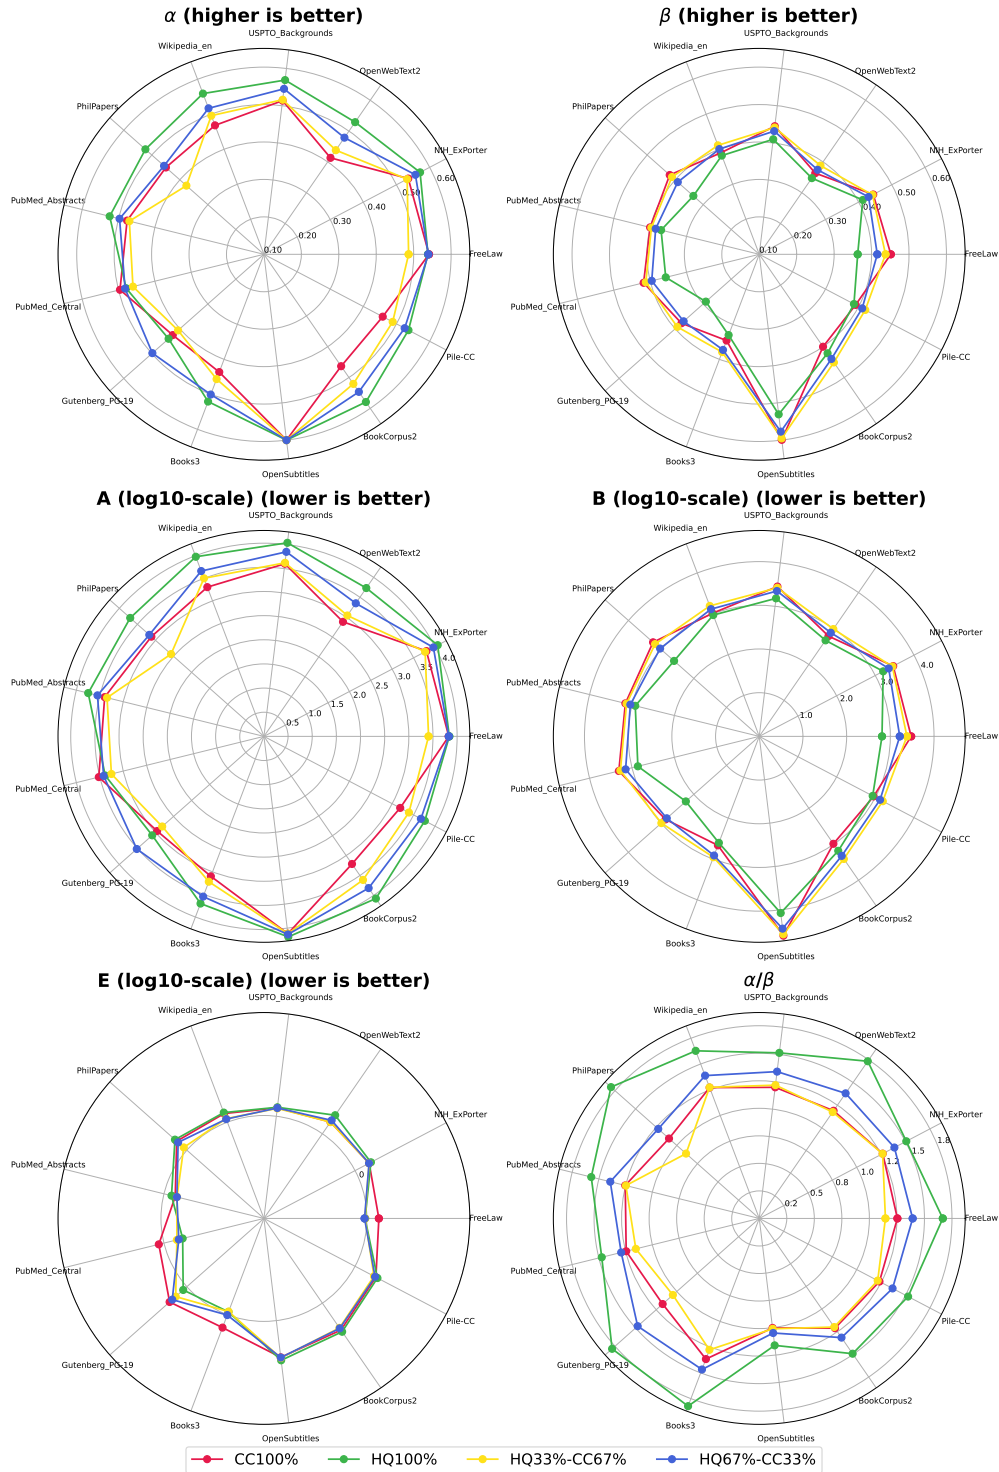 α (higher is better)
USPTO_Backgrounds
Wikipedia_en
OpenWebText2
PhilPapers
NIH_ExPorter
0.60
0.50
0.40
0.30
0.20
0.10
PubMed_Abstracts
FreeLaw
PubMed_Central
Pile-CC
Gutenberg_PG-19
BookCorpus2
Books3
OpenSubtitles
β (higher is better)
USPTO_Backgrounds
Wikipedia_en
OpenWebText2
PhilPapers
NIH_ExPorter
0.60
0.50
0.40
0.30
0.20
0.10
PubMed_Abstracts
FreeLaw
PubMed_Central
Pile-CC
Gutenberg_PG-19
BookCorpus2
Books3
OpenSubtitles
A (log10-scale) (lower is better)
USPTO_Backgrounds
Wikipedia_en
OpenWebText2
PhilPapers
NIH_ExPorter
4.0
3.5
3.0
2.5
2.0
1.5
1.0
0.5
PubMed_Abstracts
FreeLaw
PubMed_Central
Pile-CC
Gutenberg_PG-19
BookCorpus2
Books3
OpenSubtitles
B (log10-scale) (lower is better)
USPTO_Backgrounds
Wikipedia_en
OpenWebText2
PhilPapers
NIH_ExPorter
4.0
3.0
2.0
1.0
PubMed_Abstracts
FreeLaw
PubMed_Central
Pile-CC
Gutenberg_PG-19
BookCorpus2
Books3
OpenSubtitles
E (log10-scale) (lower is better)
USPTO_Backgrounds
Wikipedia_en
OpenWebText2
PhilPapers
NIH_ExPorter
0
PubMed_Abstracts
FreeLaw
PubMed_Central
Pile-CC
Gutenberg_PG-19
BookCorpus2
Books3
OpenSubtitles
α/β
USPTO_Backgrounds
Wikipedia_en
OpenWebText2
PhilPapers
NIH_ExPorter
1.8
1.5
1.2
1.0
0.8
0.5
0.2
PubMed_Abstracts
FreeLaw
PubMed_Central
Pile-CC
Gutenberg_PG-19
BookCorpus2
Books3
OpenSubtitles
CC100% HQ100% HQ33%-CC67% HQ67%-CC33%